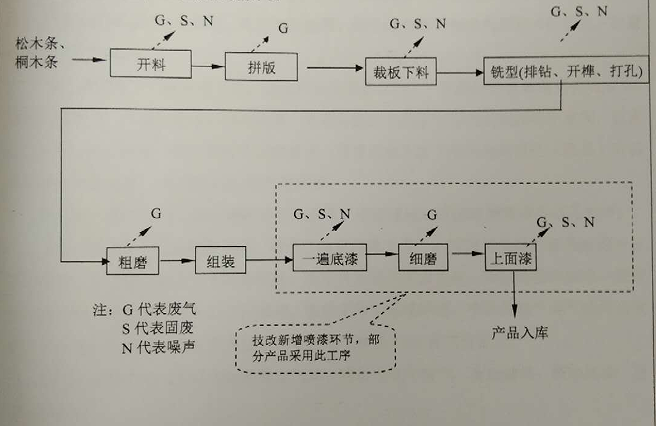 G、S、N
G
G、S、N
G、S、N
松木条、
桐木条
开料
拼版
裁板下料
铣型(排钻、开榫、打孔)
G
G、S、N
G
G、S、N
粗磨
组装
一遍底漆
细磨
上面漆
注：G 代表废气
S 代表固废
N 代表噪声
技改新增喷漆环节，部
分产品采用此工序
产品入库